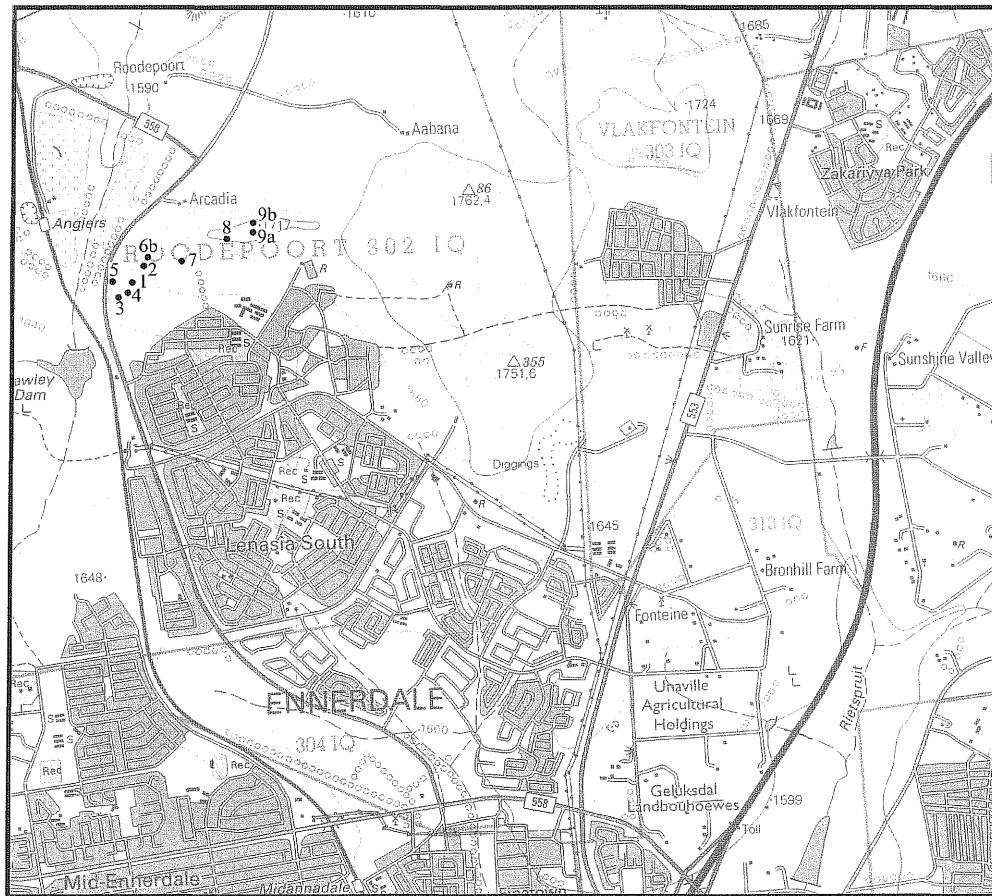 1610
1685
Roodepoort
1590
1724
VLAKFONTEIN
303 IQ
558
Aabana
1669
S
Rec
Zakariyya Park
86
1762,4
Arcadia
Vlakfontein
Anglers
9b
8
9a
6b
ROODEPOORT 302 IQ
2
7
5
1
4
3
R
R
1660
1640
Sunrise Farm
1621
F
Sunshine Valley
Rec
S
855
1751,6
Dam
S
553
Diggings
Rec
S
Rec
R
S
1645
313 IQ
R
Lenasia South
Bronhill Farm
1648
Fonteine
Rec
Unaville
Agricultural
Holdings
Rietspruit
ENNERDALE
S
1600
304 IQ
S
Rec
Rec
Geluksdal
Landbouhoewes
1599
558
Toll
S
Mid-Ennerdale
Midannadale